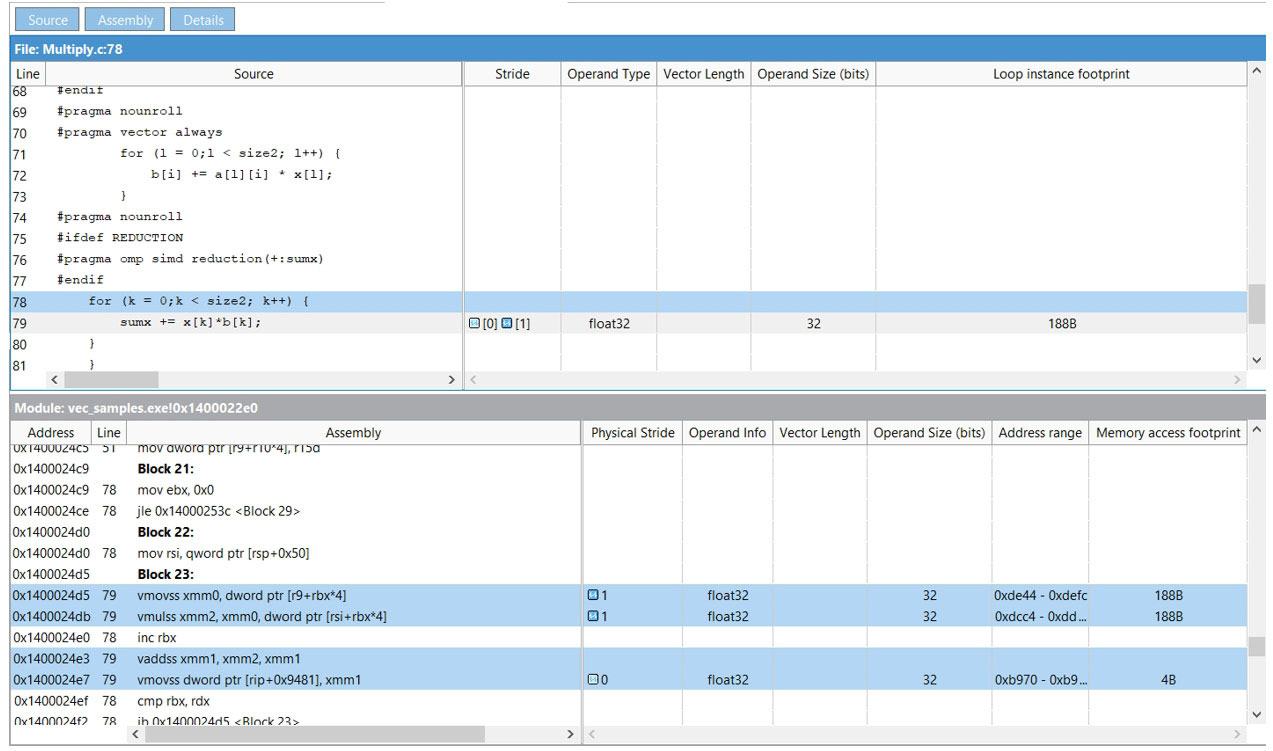 Source Assembly Details
File: Multiply.c:78
Line Source Stride Operand Type Vector Length Operand Size (bits) Loop instance footprint
68 #endif
69 #pragma nounroll
70 #pragma vector always
71 for (l = 0;l < size2; l++) {
72 b[i] += a[l][i] * x[l];
73 }
74 #pragma nounroll
75 #ifdef REDUCTION
76 #pragma omp simd reduction(+:sumx)
77 #endif
78 for (k = 0;k < size2; k++) {
79 sumx += x[k]*b[k]; [0] [1] float32 32 188B
80 }
81 }
Module: vec_samples.exe!0x1400022e0
Address Line Assembly Physical Stride Operand Info Vector Length Operand Size (bits) Address range Memory access footprint
0x1400024c5 51 mov dword ptr [r9+r10*4], r15d
0x1400024c9 Block 21:
0x1400024c9 78 mov ebx, 0x0
0x1400024ce 78 jle 0x14000253c <Block 29>
0x1400024d0 Block 22:
0x1400024d0 78 mov rsi, qword ptr [rsp+0x50]
0x1400024d5 Block 23:
0x1400024d5 79 vmovss xmm0, dword ptr [r9+rbx*4] 1 float32 32 0xde44 - 0xdefc 188B
0x1400024db 79 vmulss xmm2, xmm0, dword ptr [rsi+rbx*4] 1 float32 32 0xdcc4 - 0xdd... 188B
0x1400024e0 78 inc rbx
0x1400024e3 79 vaddss xmm1, xmm2, xmm1
0x1400024e7 79 vmovss dword ptr [rip+0x9481], xmm1 0 float32 32 0xb970 - 0xb9... 4B
0x1400024ef 78 cmp rbx, rdx
0x1400024f2 78 jb 0x1400024d5 <Block 23>